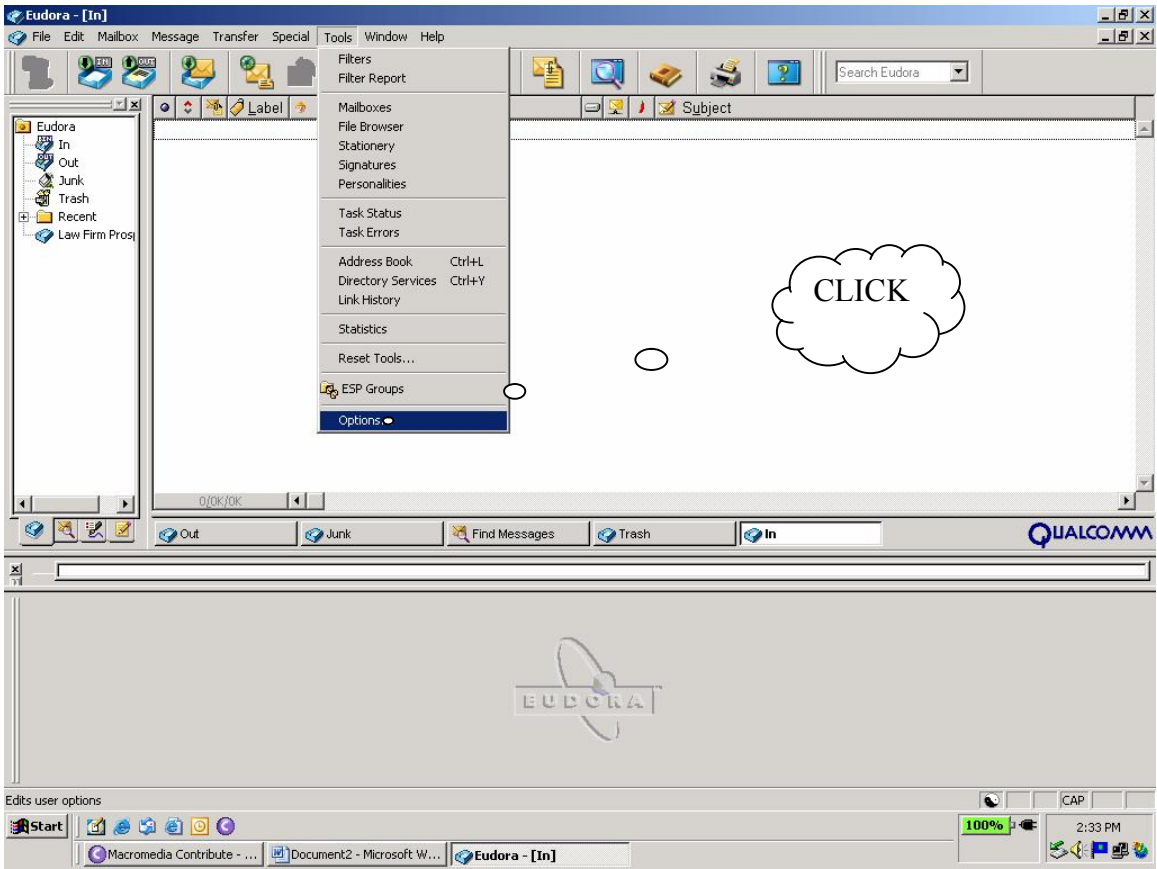 Eudora - [In]
File Edit Mailbox Message Transfer Special Tools Window Help
IN OUT
Search Eudora
Label
Subject
Filters
Filter Report
Mailboxes
File Browser
Stationery
Signatures
Personalities
Task Status
Task Errors
Address Book Ctrl+L
Directory Services Ctrl+Y
Link History
Statistics
Reset Tools...
ESP Groups
Options.
Eudora
In
Out
Junk
Trash
Recent
Law Firm Prosp
CLICK
0/0K/0K
Out Junk Find Messages Trash In
QUALCOMM
EUDORA
Edits user options
CAP
Start
100%
2:33 PM
Macromedia Contribute - ... Document2 - Microsoft W... Eudora - [In]